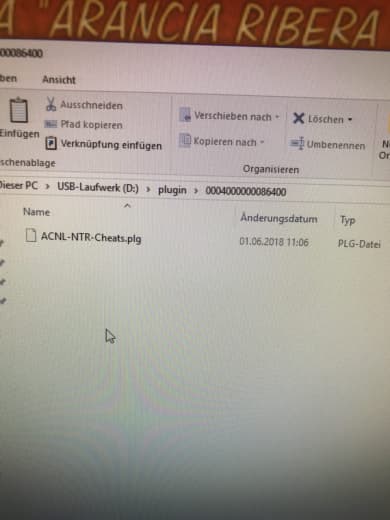 A "ARANCIA RIBERA
00086400
ben Ansicht
Ausschneiden
Pfad kopieren
Einfügen Verknüpfung einfügen
schenablage
Verschieben nach
Kopieren nach
Löschen
Umbenennen
Organisieren
N
Or
Dieser PC > USB-Laufwerk (D:) > plugin > 0004000000086400
Name Änderungsdatum Typ
ACNL-NTR-Cheats.plg 01.06.2018 11:06 PLG-Datei